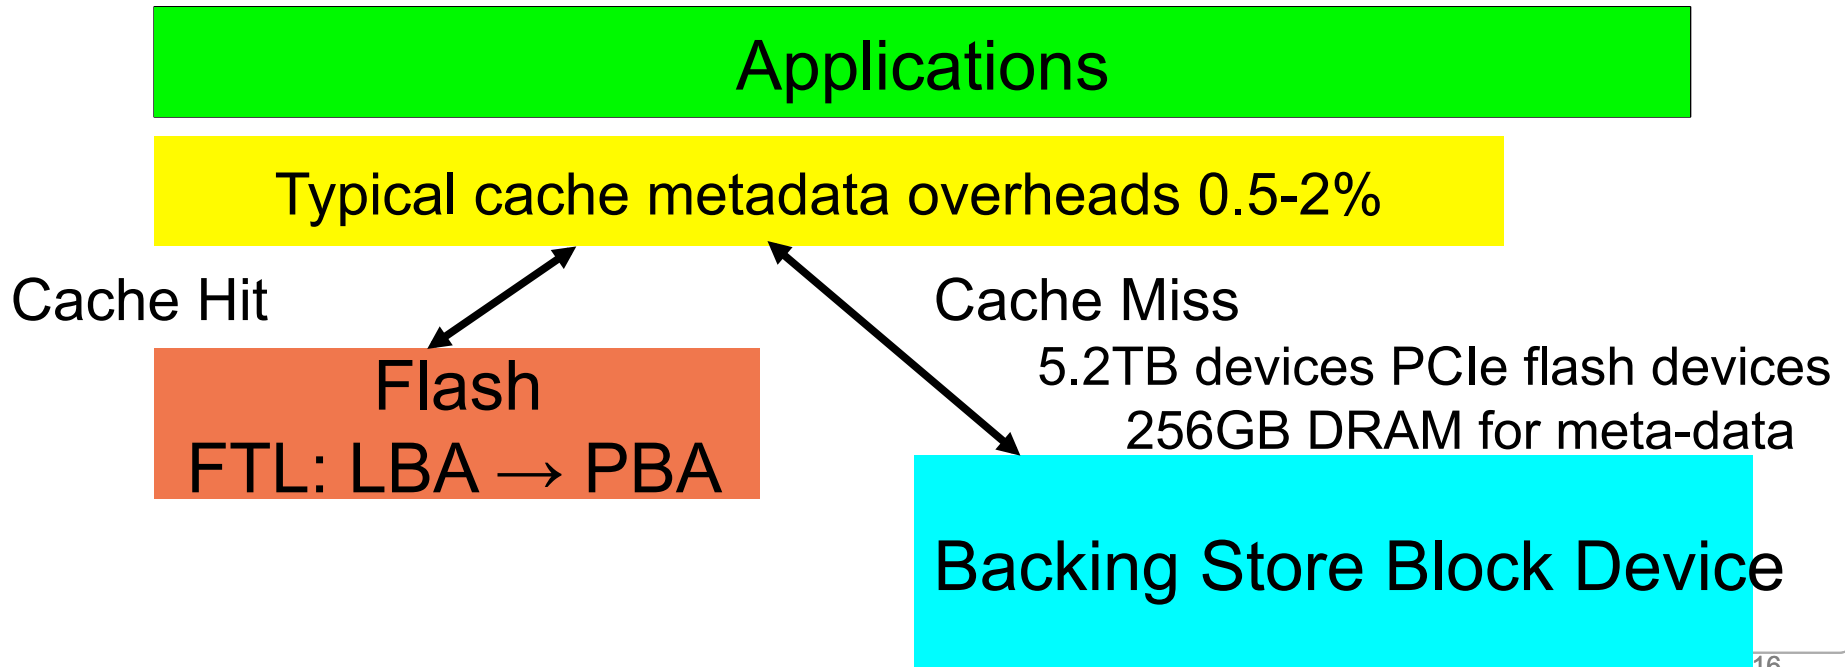 Applications
Typical cache metadata overheads 0.5-2%
Cache Hit
Cache Miss
5.2TB devices PCIe flash devices
256GB DRAM for meta-data
Flash
FTL: LBA → PBA
Backing Store Block Device
16